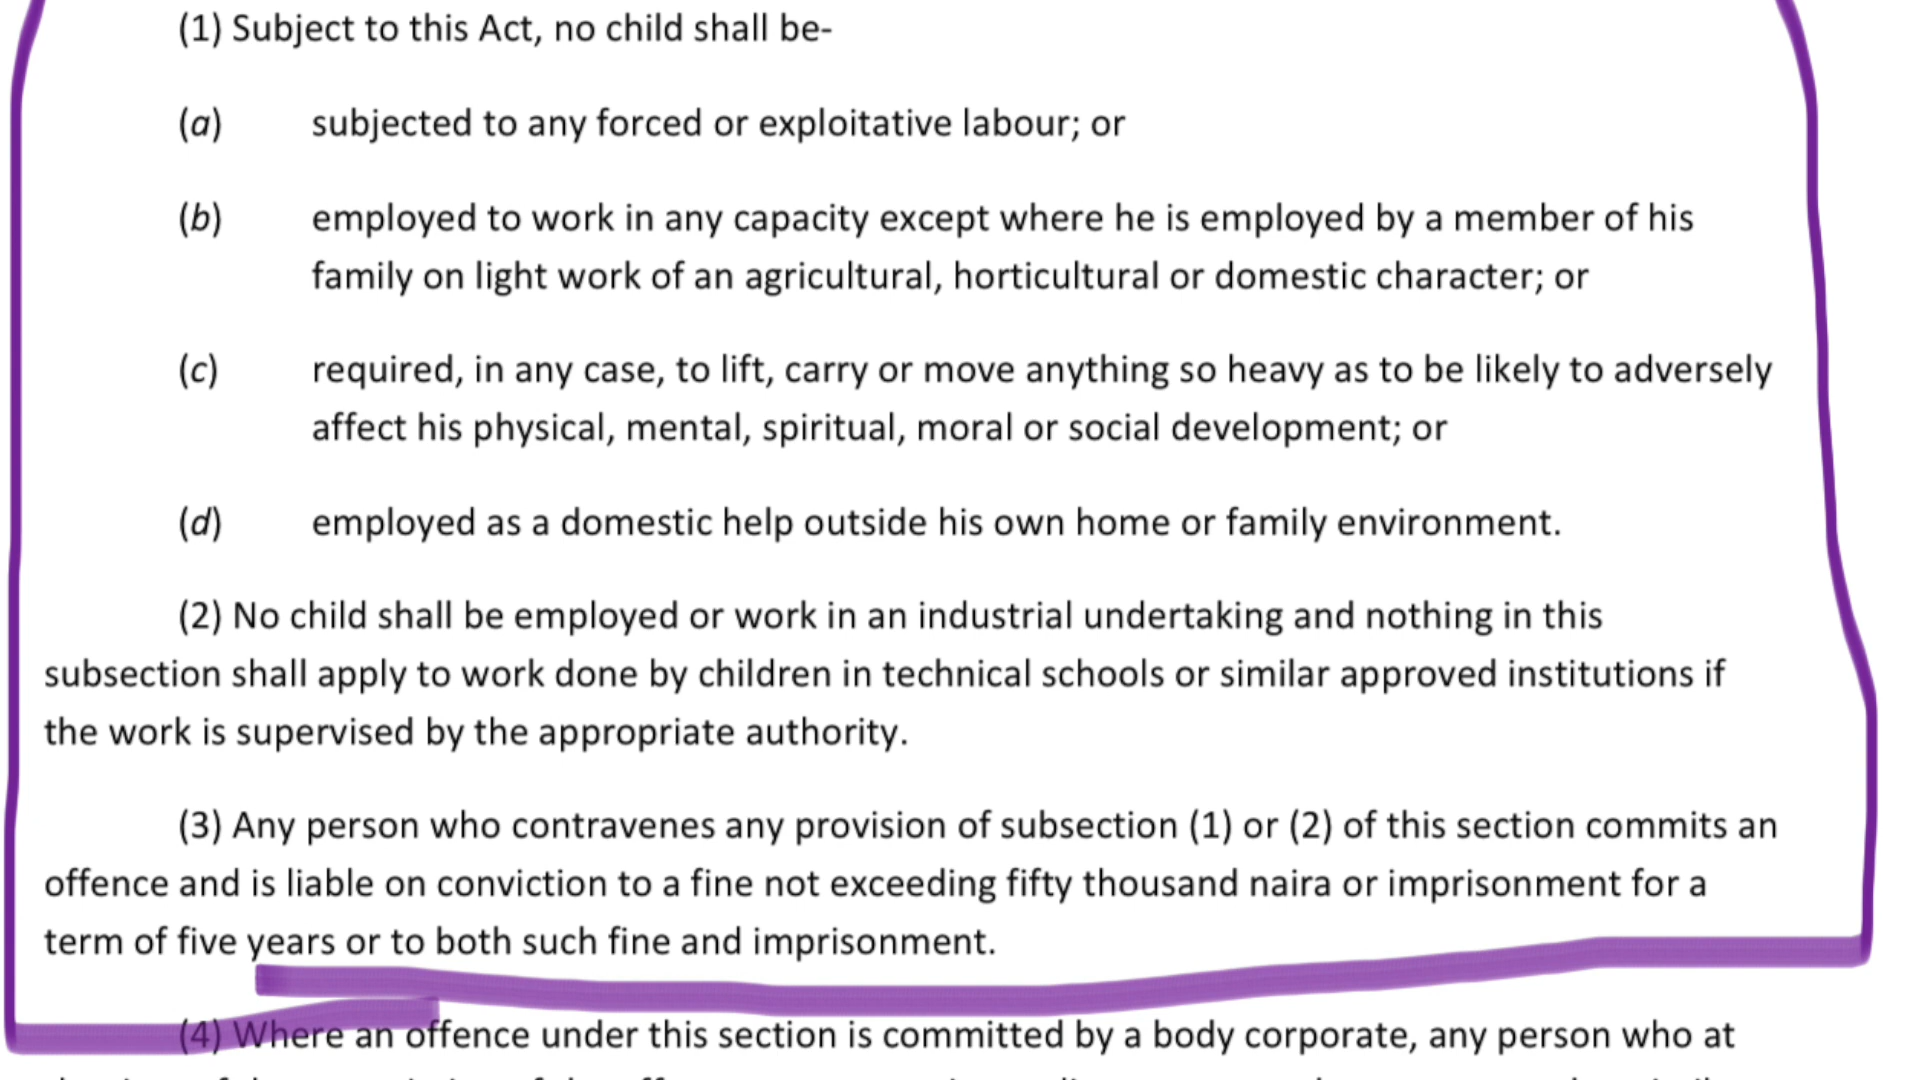 (1) Subject to this Act, no child shall be-
(a) subjected to any forced or exploitative labour; or
(b) employed to work in any capacity except where he is employed by a member of his
family on light work of an agricultural, horticultural or domestic character; or
(c) required, in any case, to lift, carry or move anything so heavy as to be likely to adversely
affect his physical, mental, spiritual, moral or social development; or
(d) employed as a domestic help outside his own home or family environment.
(2) No child shall be employed or work in an industrial undertaking and nothing in this
subsection shall apply to work done by children in technical schools or similar approved institutions if
the work is supervised by the appropriate authority.
(3) Any person who contravenes any provision of subsection (1) or (2) of this section commits an
offence and is liable on conviction to a fine not exceeding fifty thousand naira or imprisonment for a
term of five years or to both such fine and imprisonment.
(4) Where an offence under this section is committed by a body corporate, any person who at